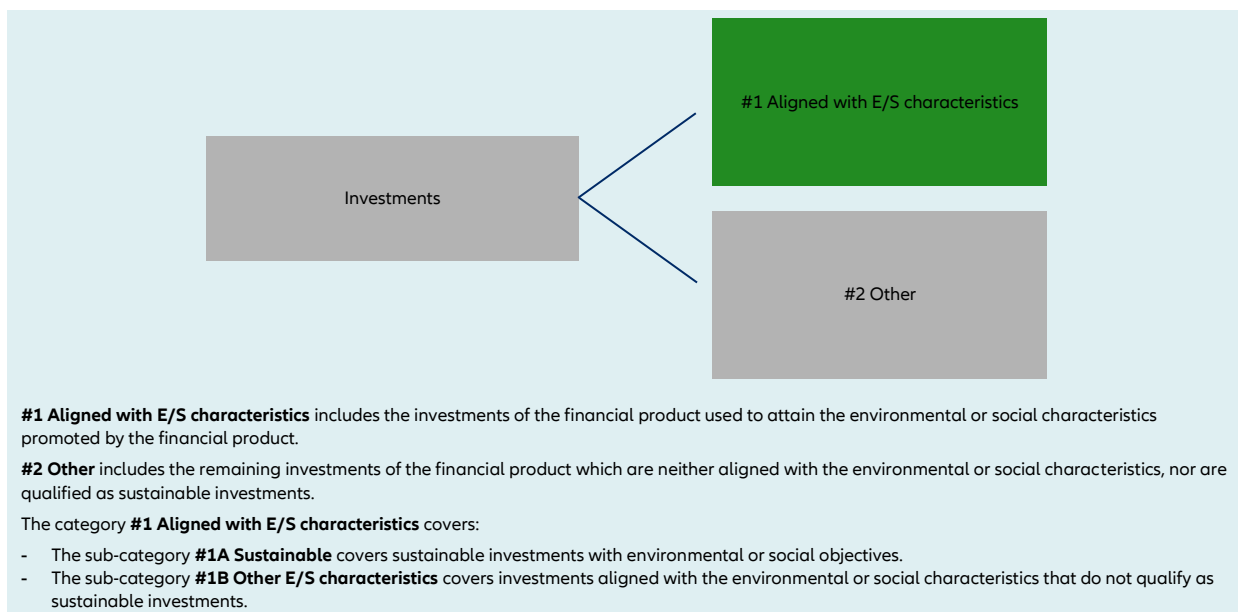 #1 Aligned with E/S characteristics
Investments
#2 Other
#1 Aligned with E/S characteristics includes the investments of the financial product used to attain the environmental or social characteristics
promoted by the financial product.
#2 Other includes the remaining investments of the financial product which are neither aligned with the environmental or social characteristics, nor are
qualified as sustainable investments.
The category #1 Aligned with E/S characteristics covers:
- The sub-category #1A Sustainable covers sustainable investments with environmental or social objectives.
- The sub-category #1B Other E/S characteristics covers investments aligned with the environmental or social characteristics that do not qualify as
sustainable investments.